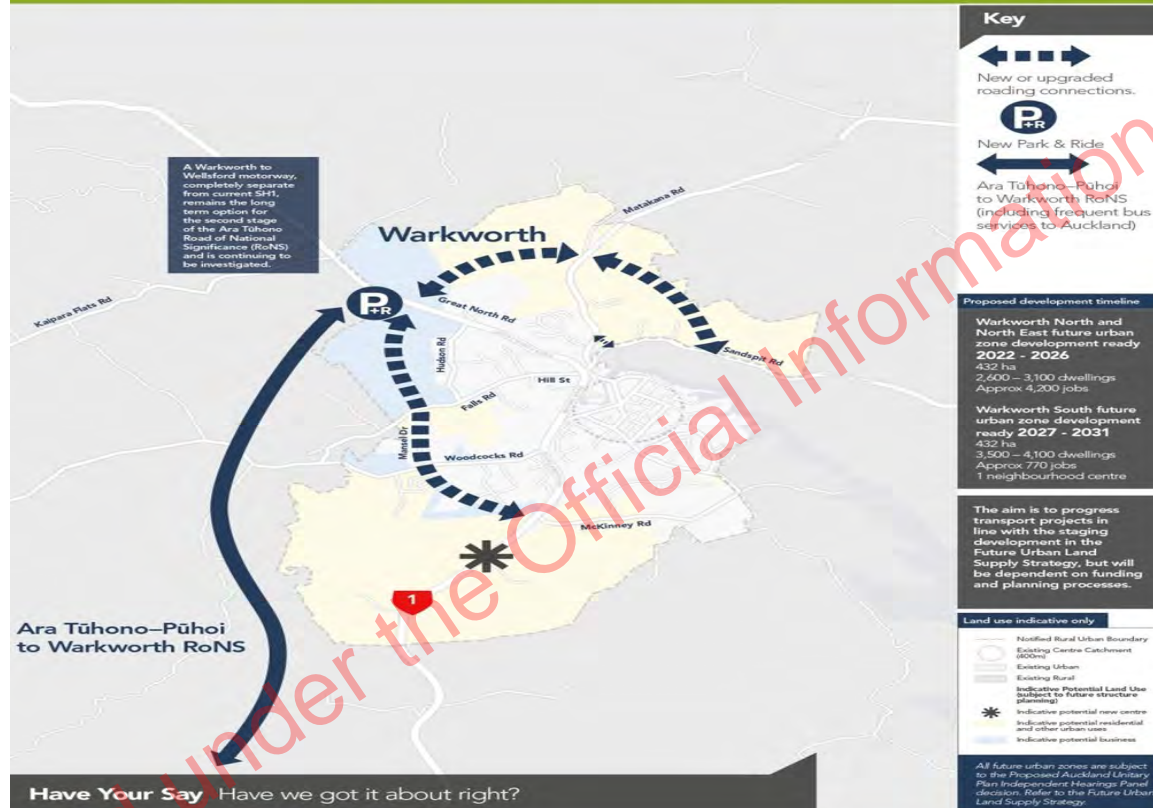 Key
New or upgraded
roading connections.
P+R
New Park & Ride
Ara Tūhono–Pūhoi
to Warkworth RoNS
(including frequent bus
services to Auckland)
A Warkworth to
Wellsford motorway,
completely separate
from current SH1,
remains the long
term option for
the second stage
of the Ara Tūhono
Road of National
Significance (RoNS)
and is continuing to
be investigated.
Matakana Rd
Warkworth
Kaipara Flats Rd
P+R
Great North Rd
Hudson Rd
Sandspit Rd
Hill St
Falls Rd
Mansel Dr
Woodcocks Rd
McKinney Rd
1
Ara Tūhono–Pūhoi
to Warkworth RoNS
Proposed development timeline
Warkworth North and
North East future urban
zone development ready
2022 - 2026
432 ha
2,600 – 3,100 dwellings
Approx 4,200 jobs
Warkworth South future
urban zone development
ready 2027 - 2031
432 ha
3,500 – 4,100 dwellings
Approx 770 jobs
1 neighbourhood centre
The aim is to progress
transport projects in
line with the staging
development in the
Future Urban Land
Supply Strategy, but will
be dependent on funding
and planning processes.
Land use indicative only
Notified Rural Urban Boundary
Existing Centre Catchment
(400m)
Existing Urban
Existing Rural
Indicative Potential Land Use
(subject to future structure
planning)
Indicative potential new centre
Indicative potential residential
and other urban uses
Indicative potential business
All future urban zones are subject
to the Proposed Auckland Unitary
Plan Independent Hearings Panel
decision. Refer to the Future Urban
Land Supply Strategy
Have Your Say Have we got it about right?
under the Official Information